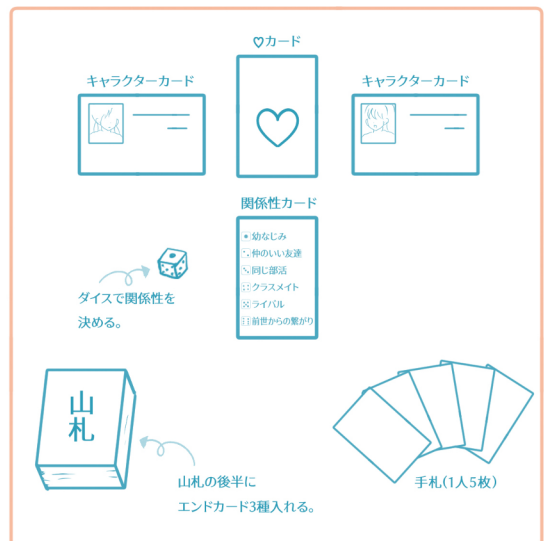 ♡カード
キャラクターカード
キャラクターカード
関係性カード
⚀幼なじみ
⚁仲のいい友達
⚂同じ部活
⚃クラスメイト
⚄ライバル
⚅前世からの繋がり
ダイスで関係性を
決める。
山札
山札の後半に
エンドカード3種入れる。
手札(1人5枚)